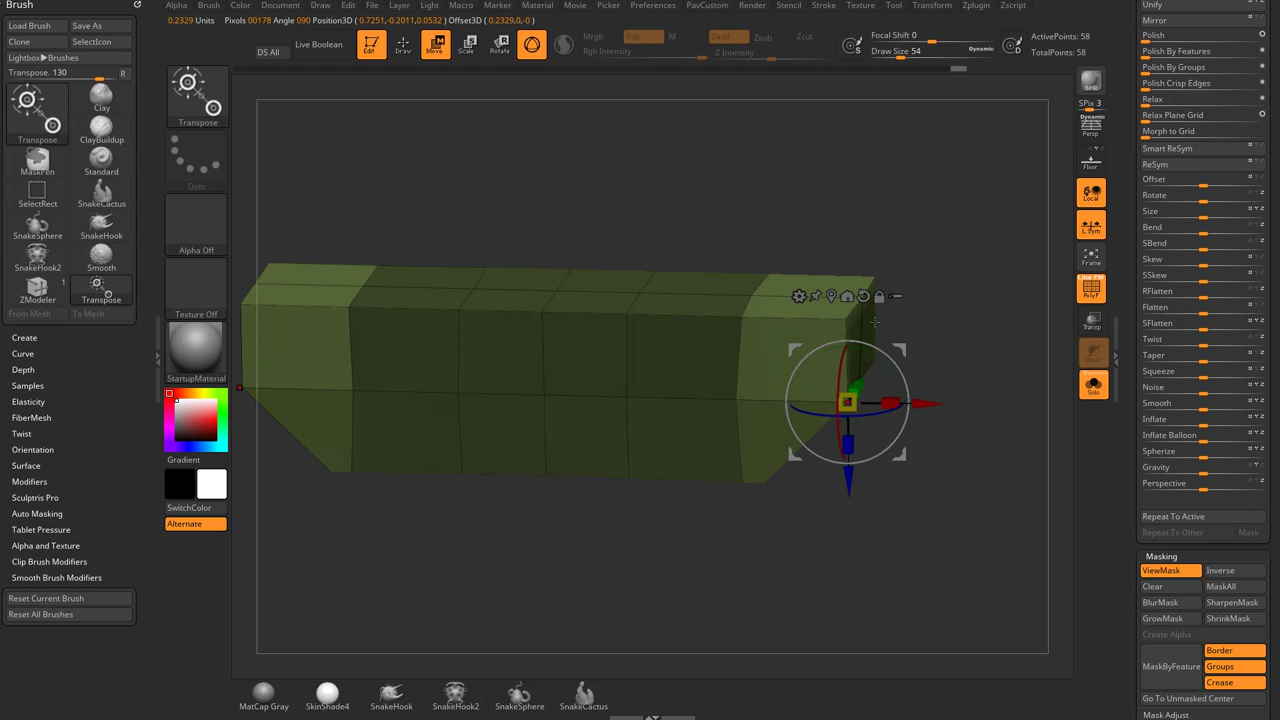 Brush
Alpha Brush Color Document Draw Edit File Layer Light Macro Marker Material Movie Picker Preferences PavCustom Render Stencil Stroke Texture Tool Transform Zplugin Zscript
0.2329 Units Pixels 00178 Angle 090 Position3D ( 0.7251,-0.2011,0.0532 ) Offset3D ( 0.2329,0,-0 )
Load Brush Save As
Clone SelectIcon
Lightbox▶Brushes
Transpose. 130 R
DS All Live Boolean
Edit Draw Move Scale Rotate
Mrgb Rgb M
Rgb Intensity
Zadd Zsub Zcut
Z Intensity
S
Focal Shift 0
Draw Size 54 Dynamic
D
ActivePoints: 58
TotalPoints: 58
Transpose Clay
ClayBuildup
MaskPen Standard
SelectRect SnakeCactus
SnakeSphere SnakeHook
SnakeHook2 Smooth
ZModeler 1 Transpose
From Mesh To Mesh
Create
Curve
Depth
Samples
Elasticity
FiberMesh
Twist
Orientation
Surface
Modifiers
Sculptris Pro
Auto Masking
Tablet Pressure
Alpha and Texture
Clip Brush Modifiers
Smooth Brush Modifiers
Reset Current Brush
Reset All Brushes
Transpose
Dots
Alpha Off
Texture Off
StartupMaterial
Gradient
SwitchColor
Alternate
MatCap Gray SkinShade4 SnakeHook SnakeHook2 SnakeSphere SnakeCactus
BPR
SPix 3
Dynamic
Persp
Floor
Local
L.Sym
Frame
Line Fill
PolyF
Transp
Dynamic
Solo
Unify
Mirror
Polish
Polish By Features
Polish By Groups
Polish Crisp Edges
Relax
Relax Plane Grid
Morph to Grid
Smart ReSym
ReSym
Offset
Rotate
Size
Bend
SBend
Skew
SSkew
RFlatten
Flatten
SFlatten
Twist
Taper
Squeeze
Noise
Smooth
Inflate
Inflate Balloon
Spherize
Gravity
Perspective
Repeat To Active
Repeat To Other Mask
Masking
ViewMask Inverse
Clear MaskAll
BlurMask SharpenMask
GrowMask ShrinkMask
Create Alpha
MaskByFeature Border
Groups
Crease
Go To Unmasked Center
Mask Adjust